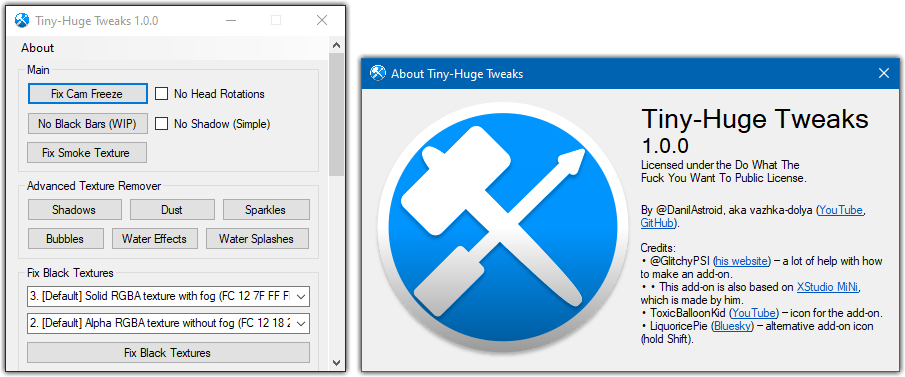 Tiny-Huge Tweaks 1.0.0
About
Main
Fix Cam Freeze
No Head Rotations
No Black Bars (WIP)
No Shadow (Simple)
Fix Smoke Texture
Advanced Texture Remover
Shadows Dust Sparkles
Bubbles Water Effects Water Splashes
Fix Black Textures
3. [Default] Solid RGBA texture with fog (FC 12 7F FF F
2. [Default] Alpha RGBA texture without fog (FC 12 18 2
Fix Black Textures
About Tiny-Huge Tweaks
Tiny-Huge Tweaks
1.0.0
Licensed under the Do What The
Fuck You Want To Public License.
By @DanilAstroid, aka vazhka-dolya (YouTube,
GitHub).
Credits:
• @GlitchyPSI (his website) – a lot of help with how
to make an add-on.
• • This add-on is also based on XStudio MiNi,
which is made by him.
• ToxicBalloonKid (YouTube) – icon for the add-on.
• LiquoricePie (Bluesky) – alternative add-on icon
(hold Shift).